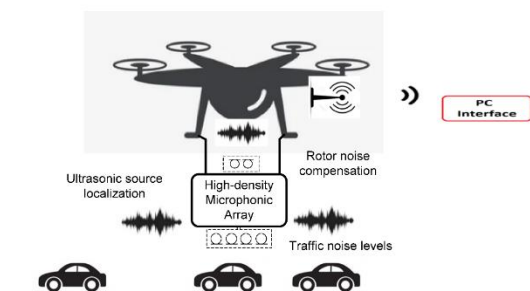 PC
Interface
Rotor noise
compensation
Ultrasonic source
localization
High-density
Microphonic
Array
Traffic noise levels